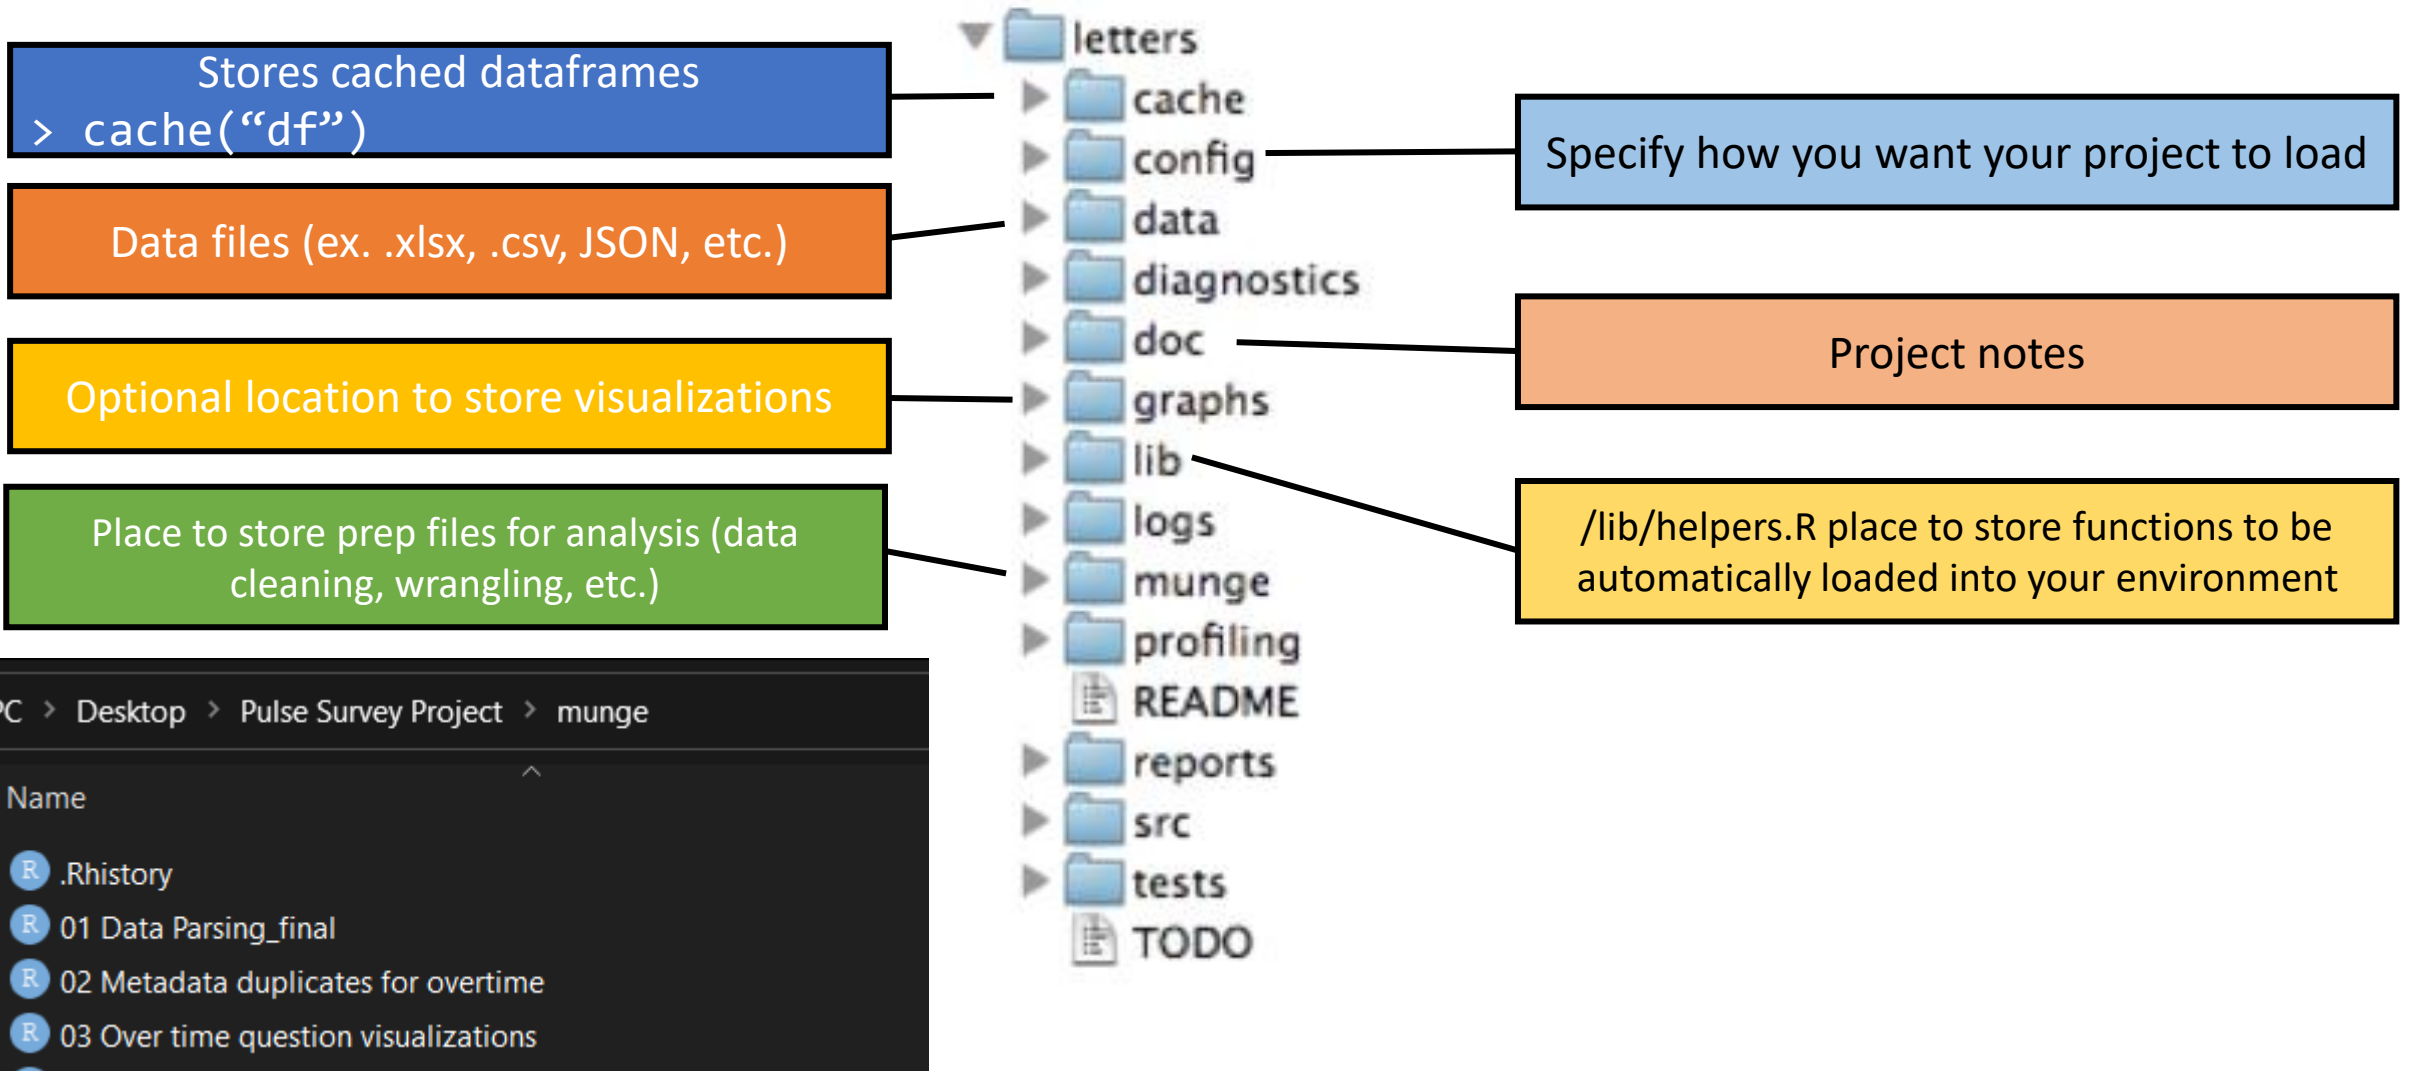 Stores cached dataframes
> cache(“df”)
Data files (ex. .xlsx, .csv, JSON, etc.)
Optional location to store visualizations
Place to store prep files for analysis (data
cleaning, wrangling, etc.)
letters
cache
config
data
diagnostics
doc
graphs
lib
logs
munge
profiling
README
reports
src
tests
TODO
Specify how you want your project to load
Project notes
/lib/helpers.R place to store functions to be
automatically loaded into your environment
PC > Desktop > Pulse Survey Project > munge
Name
R .Rhistory
R 01 Data Parsing_final
R 02 Metadata duplicates for overtime
R 03 Over time question visualizations